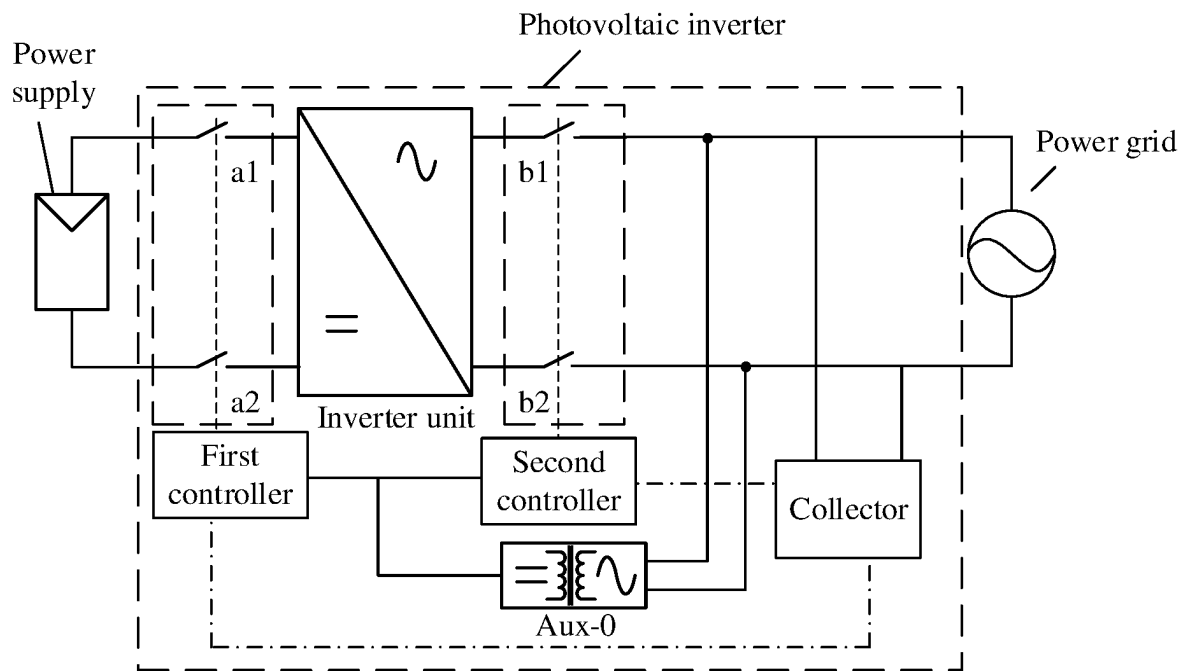 Photovoltaic inverter
Power
supply
Power grid
a1
b1
a2
b2
Inverter unit
First
controller
Second
controller
Collector
Aux-0